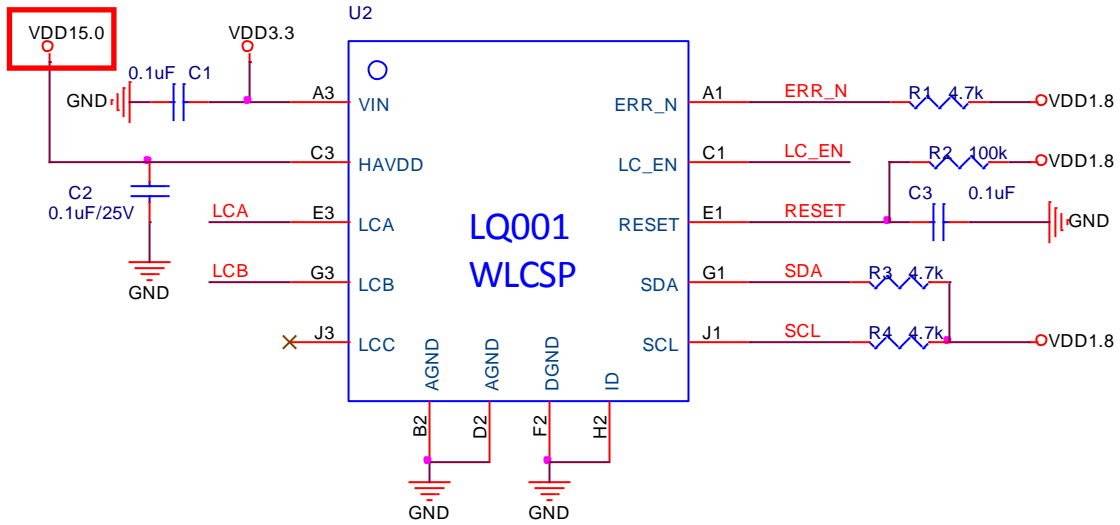 U2
VDD15.0
VDD3.3
0.1uF C1
GND
A3
VIN
ERR_N
A1
ERR_N
R1 4.7k
VDD1.8
C3
HAVDD
LC_EN
C1
LC_EN
R2 100k
VDD1.8
C2
0.1uF/25V
C3
0.1uF
LCA
E3
LCA
RESET
E1
RESET
GND
LQ001
WLCSP
LCB
G3
LCB
SDA
G1
SDA
R3 4.7k
GND
J3
LCC
SCL
J1
SCL
R4 4.7k
VDD1.8
AGND
AGND
DGND
ID
B2
D2
F2
H2
GND
GND